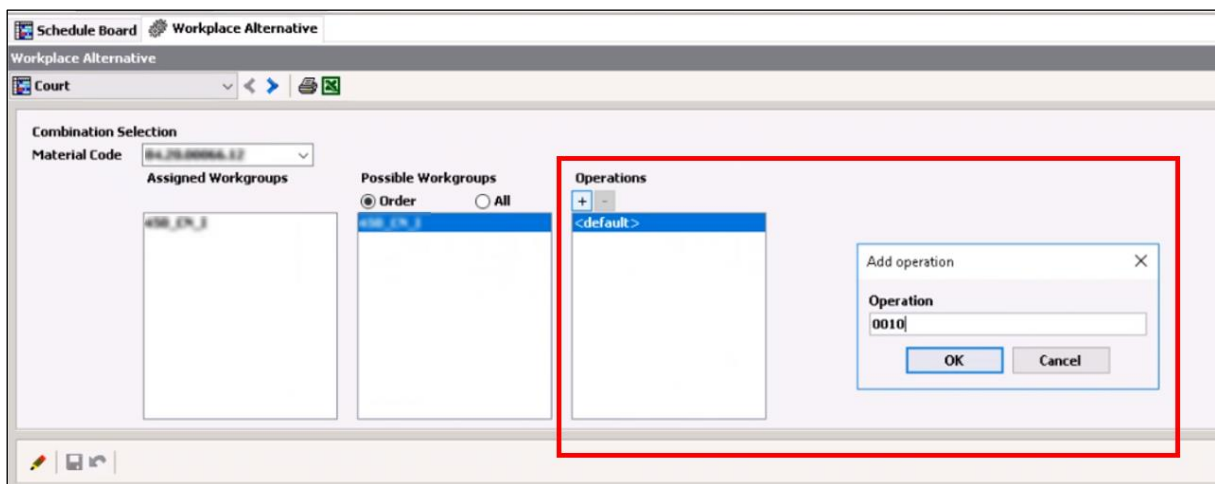 Schedule Board Workplace Alternative
Workplace Alternative
Court
Combination Selection
Material Code
Assigned Workgroups Possible Workgroups Operations
Order All + -
<default>
Add operation
Operation
0010
OK Cancel